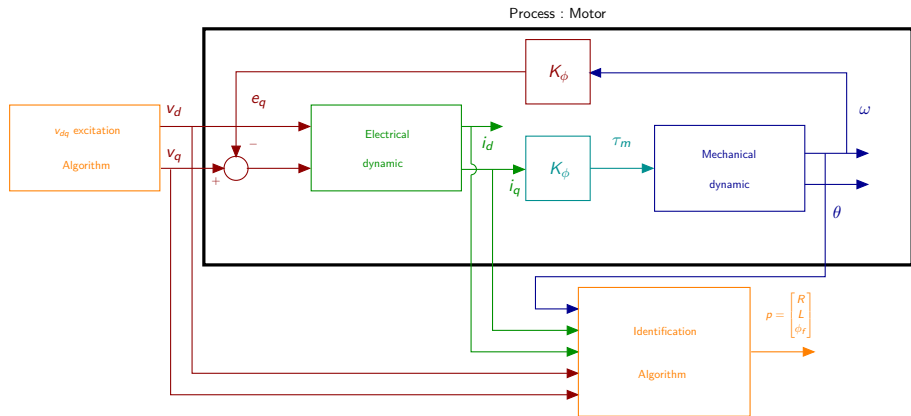 Process : Motor
K_ϕ
e_q
ω
v_d
v_dq excitation
Algorithm
v_q
+
−
Electrical
dynamic
i_d
i_q
K_ϕ
τ_m
Mechanical
dynamic
θ
Identification
Algorithm
p = [R
L
ϕ_f]